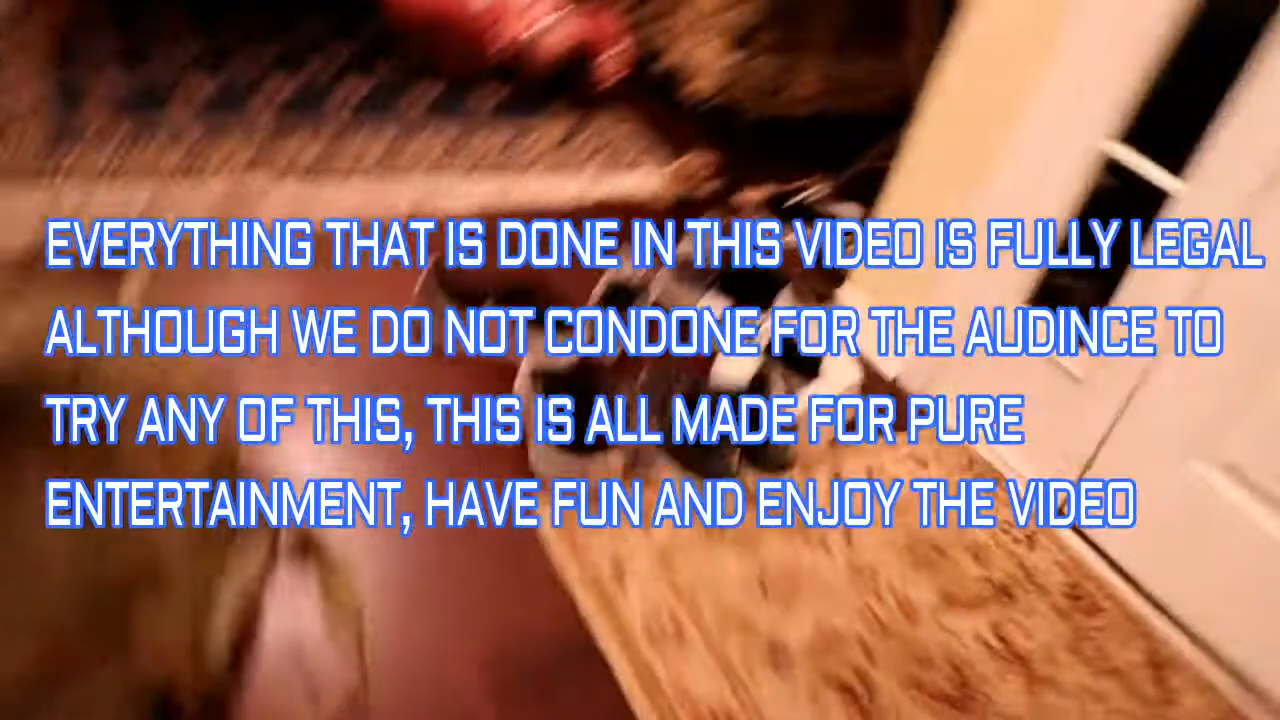 EVERYTHING THAT IS DONE IN THIS VIDEO IS FULLY LEGAL
ALTHOUGH WE DO NOT CONDONE FOR THE AUDINCE TO
TRY ANY OF THIS, THIS IS ALL MADE FOR PURE
ENTERTAINMENT, HAVE FUN AND ENJOY THE VIDEO